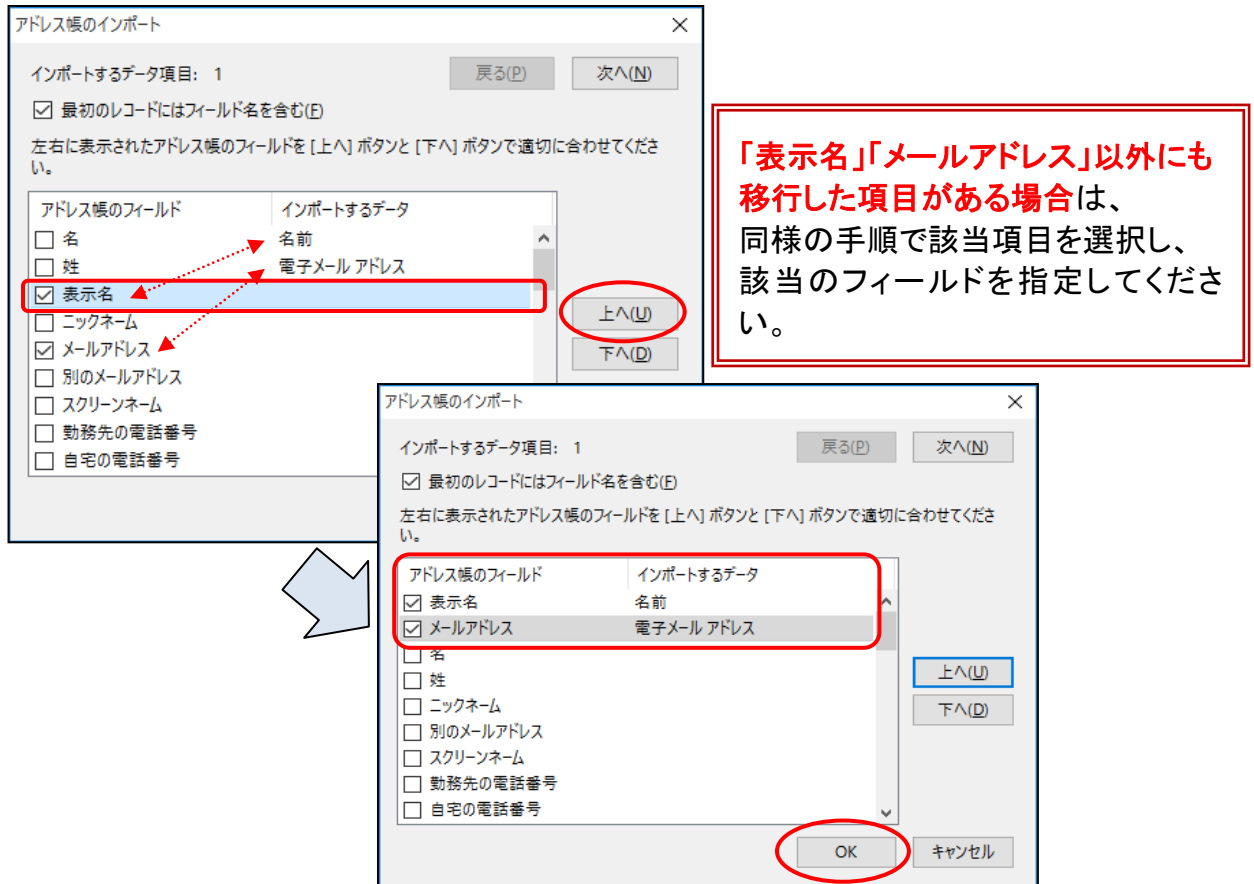 アドレス帳のインポート
インポートするデータ項目: 1
戻る(P)
次へ(N)
最初のレコードにはフィールド名を含む(F)
左右に表示されたアドレス帳のフィールドを [上へ] ボタンと [下へ] ボタンで適切に合わせてくださ
い。
アドレス帳のフィールド
インポートするデータ
名
名前
姓
電子メール アドレス
表示名
ニックネーム
メールアドレス
別のメールアドレス
スクリーンネーム
勤務先の電話番号
自宅の電話番号
上へ(U)
下へ(D)
「表示名」「メールアドレス」以外にも
移行した項目がある場合は、
同様の手順で該当項目を選択し、
該当のフィールドを指定してくださ
い。
アドレス帳のインポート
インポートするデータ項目: 1
戻る(P)
次へ(N)
最初のレコードにはフィールド名を含む(F)
左右に表示されたアドレス帳のフィールドを [上へ] ボタンと [下へ] ボタンで適切に合わせてくださ
い。
アドレス帳のフィールド
インポートするデータ
表示名
名前
メールアドレス
電子メール アドレス
名
姓
ニックネーム
別のメールアドレス
スクリーンネーム
勤務先の電話番号
自宅の電話番号
上へ(U)
下へ(D)
OK
キャンセル